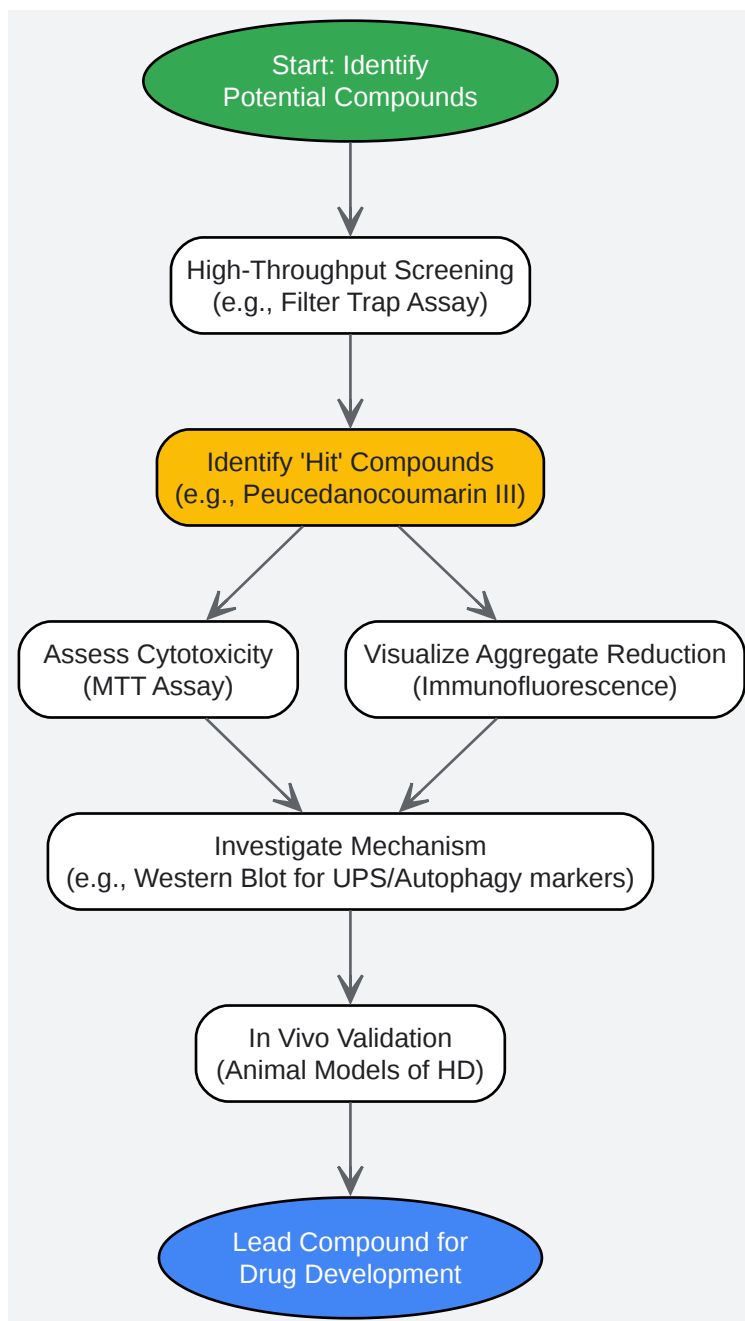 Start: Identify
Potential Compounds
High-Throughput Screening
(e.g., Filter Trap Assay)
Identify 'Hit' Compounds
(e.g., Peucedanocoumarin III)
Assess Cytotoxicity
(MTT Assay)
Visualize Aggregate Reduction
(Immunofluorescence)
Investigate Mechanism
(e.g., Western Blot for UPS/Autophagy markers)
In Vivo Validation
(Animal Models of HD)
Lead Compound for
Drug Development